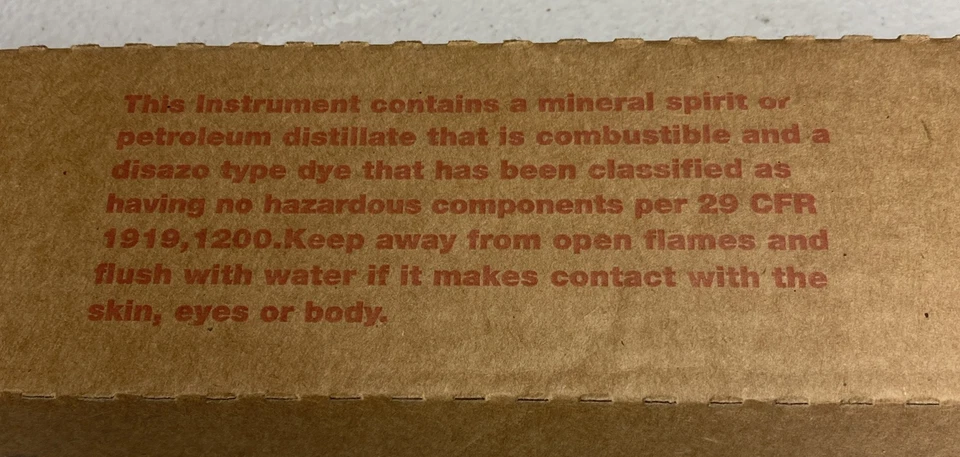 This Instrument contains a mineral spirit or
petroleum distillate that is combustible and a
disazo type dye that has been classified as
having no hazardous components per 29 CFR
1919,1200.Keep away from open flames and
flush with water if it makes contact with the
skin, eyes or body.